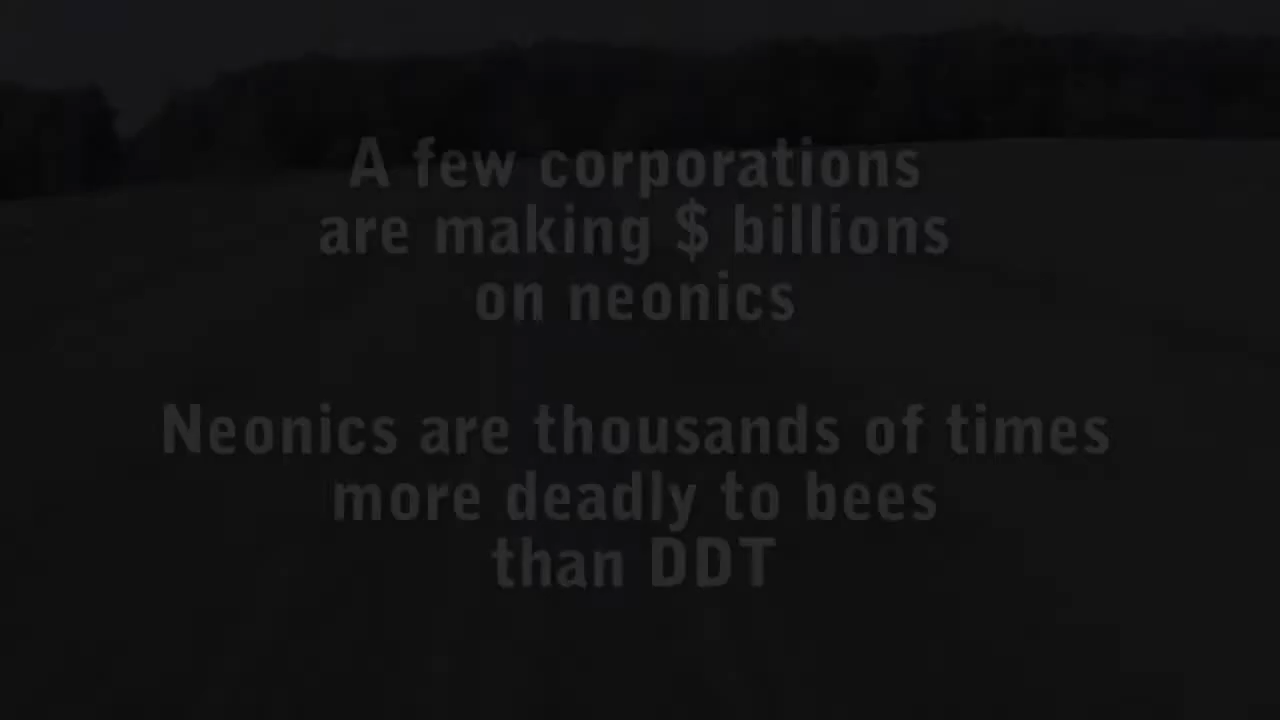 A few corporations
are making $ billions
on neonics
Neonics are thousands of times
more deadly to bees
than DDT